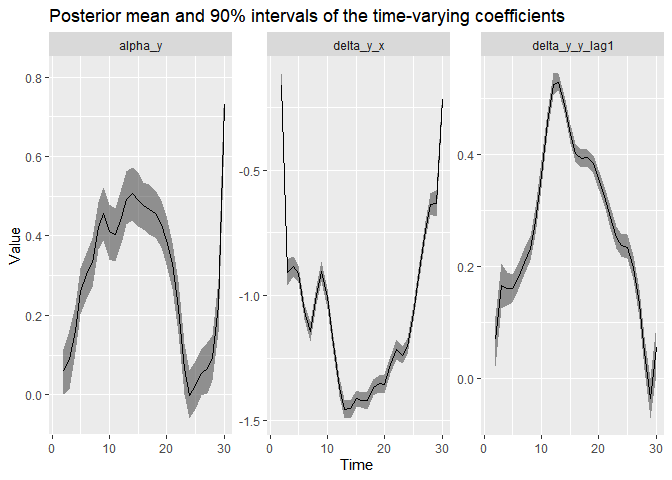 Posterior mean and 90% intervals of the time-varying coefficients
alpha_y
delta_y_x
delta_y_y_lag1
Value
0.8
0.6
0.4
0.2
0.0
-0.5
-1.0
-1.5
0.4
0.2
0.0
0 10 20 30
0 10 20 30
0 10 20 30
Time